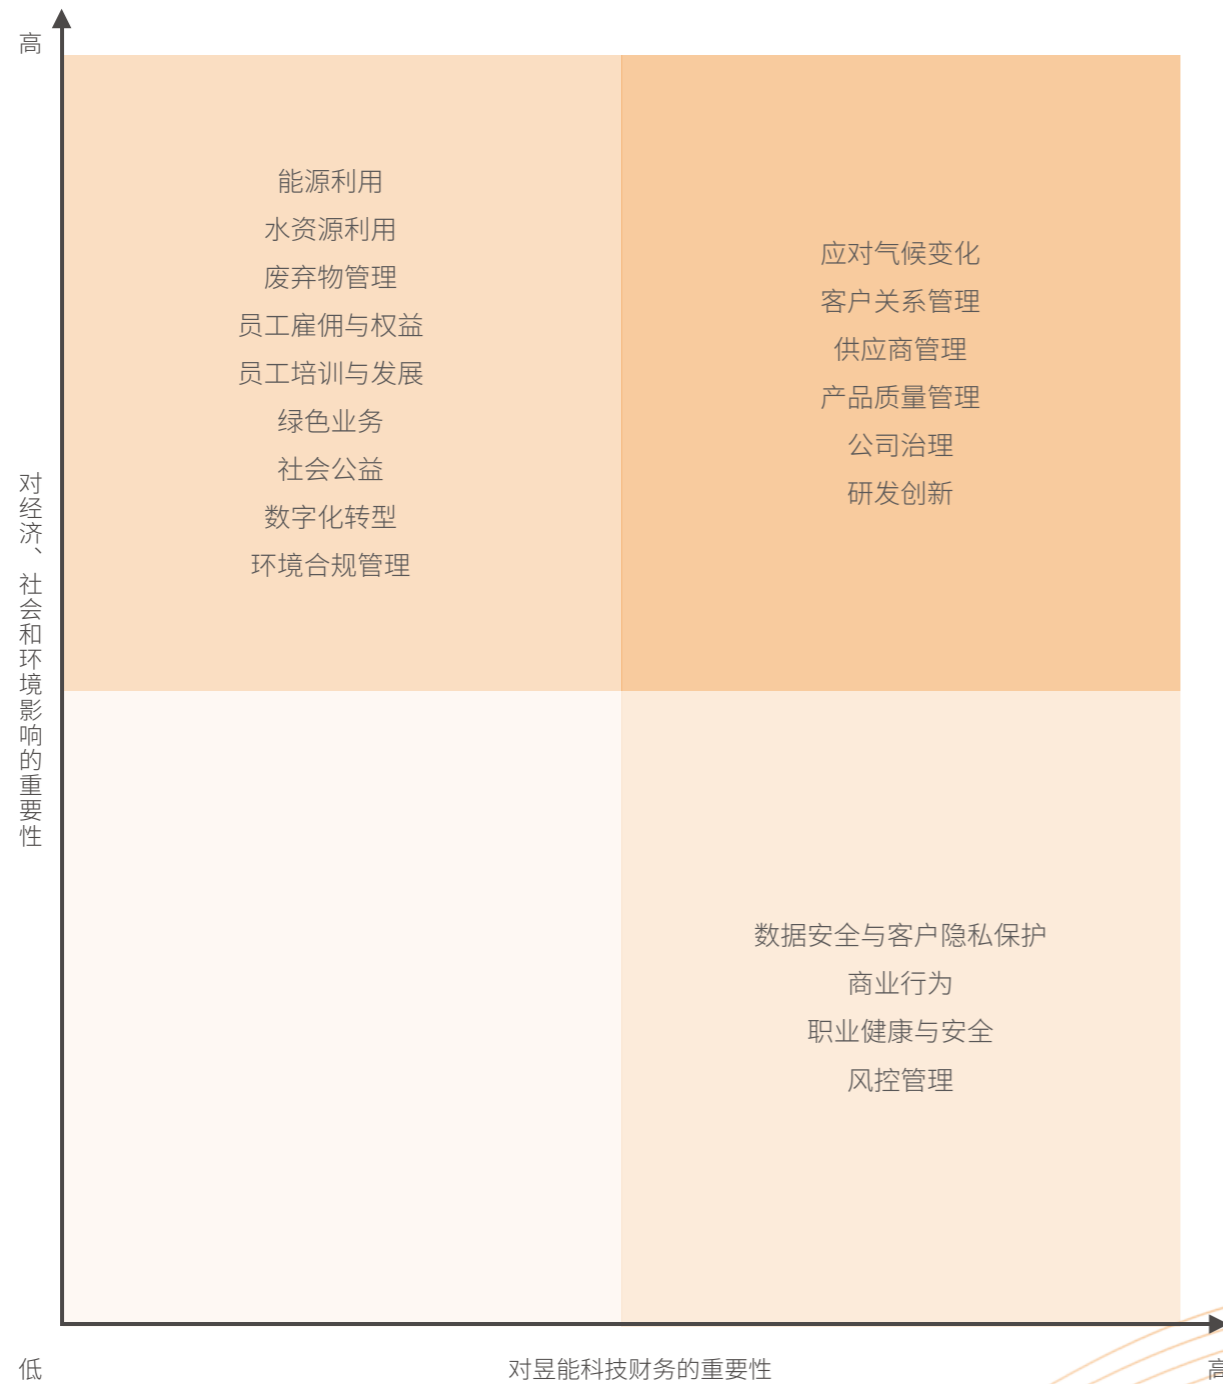 高
对经济、社会和环境影响的重要性
能源利用
水资源利用
废弃物管理
员工雇佣与权益
员工培训与发展
绿色业务
社会公益
数字化转型
环境合规管理
应对气候变化
客户关系管理
供应商管理
产品质量管理
公司治理
研发创新
数据安全与客户隐私保护
商业行为
职业健康与安全
风控管理
低
对昱能科技财务的重要性
高